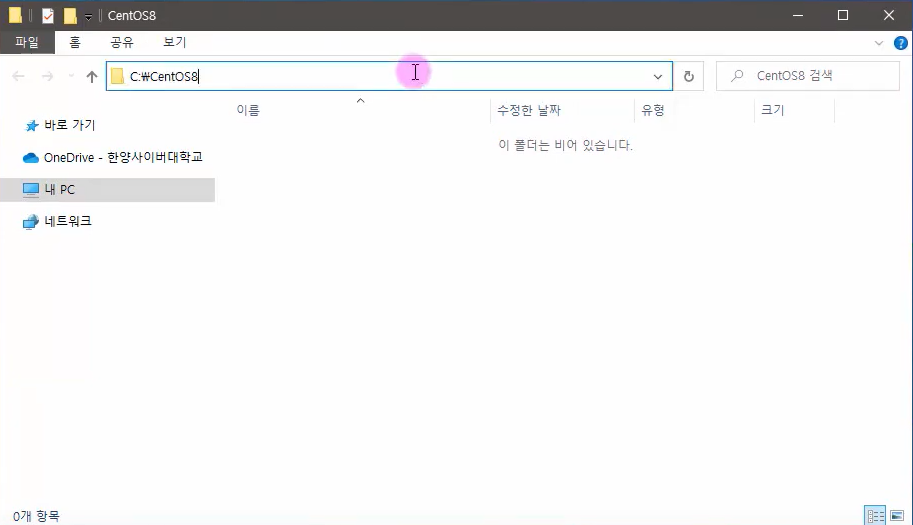 CentOS8
파일 홈 공유 보기
C:₩CentOS8 CentOS8 검색
이름 수정한 날짜 유형 크기
이 폴더는 비어 있습니다.
바로 가기
OneDrive - 한양사이버대학교
내 PC
네트워크
0개 항목